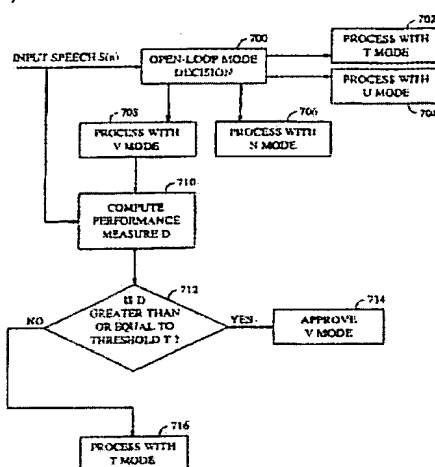 700
702
INPUT SPEECH S(n)
OPEN-LOOP MODE
DECISION
PROCESS WITH
T MODE
PROCESS WITH
U MODE
704
706
PROCESS WITH
V MODE
PROCESS WITH
N MODE
710
COMPUTE
PERFORMANCE
MEASURE D
712
IS D
GREATER THAN
OR EQUAL TO
THRESHOLD T ?
NO
YES
714
APPROVE
V MODE
716
PROCESS WITH
T MODE